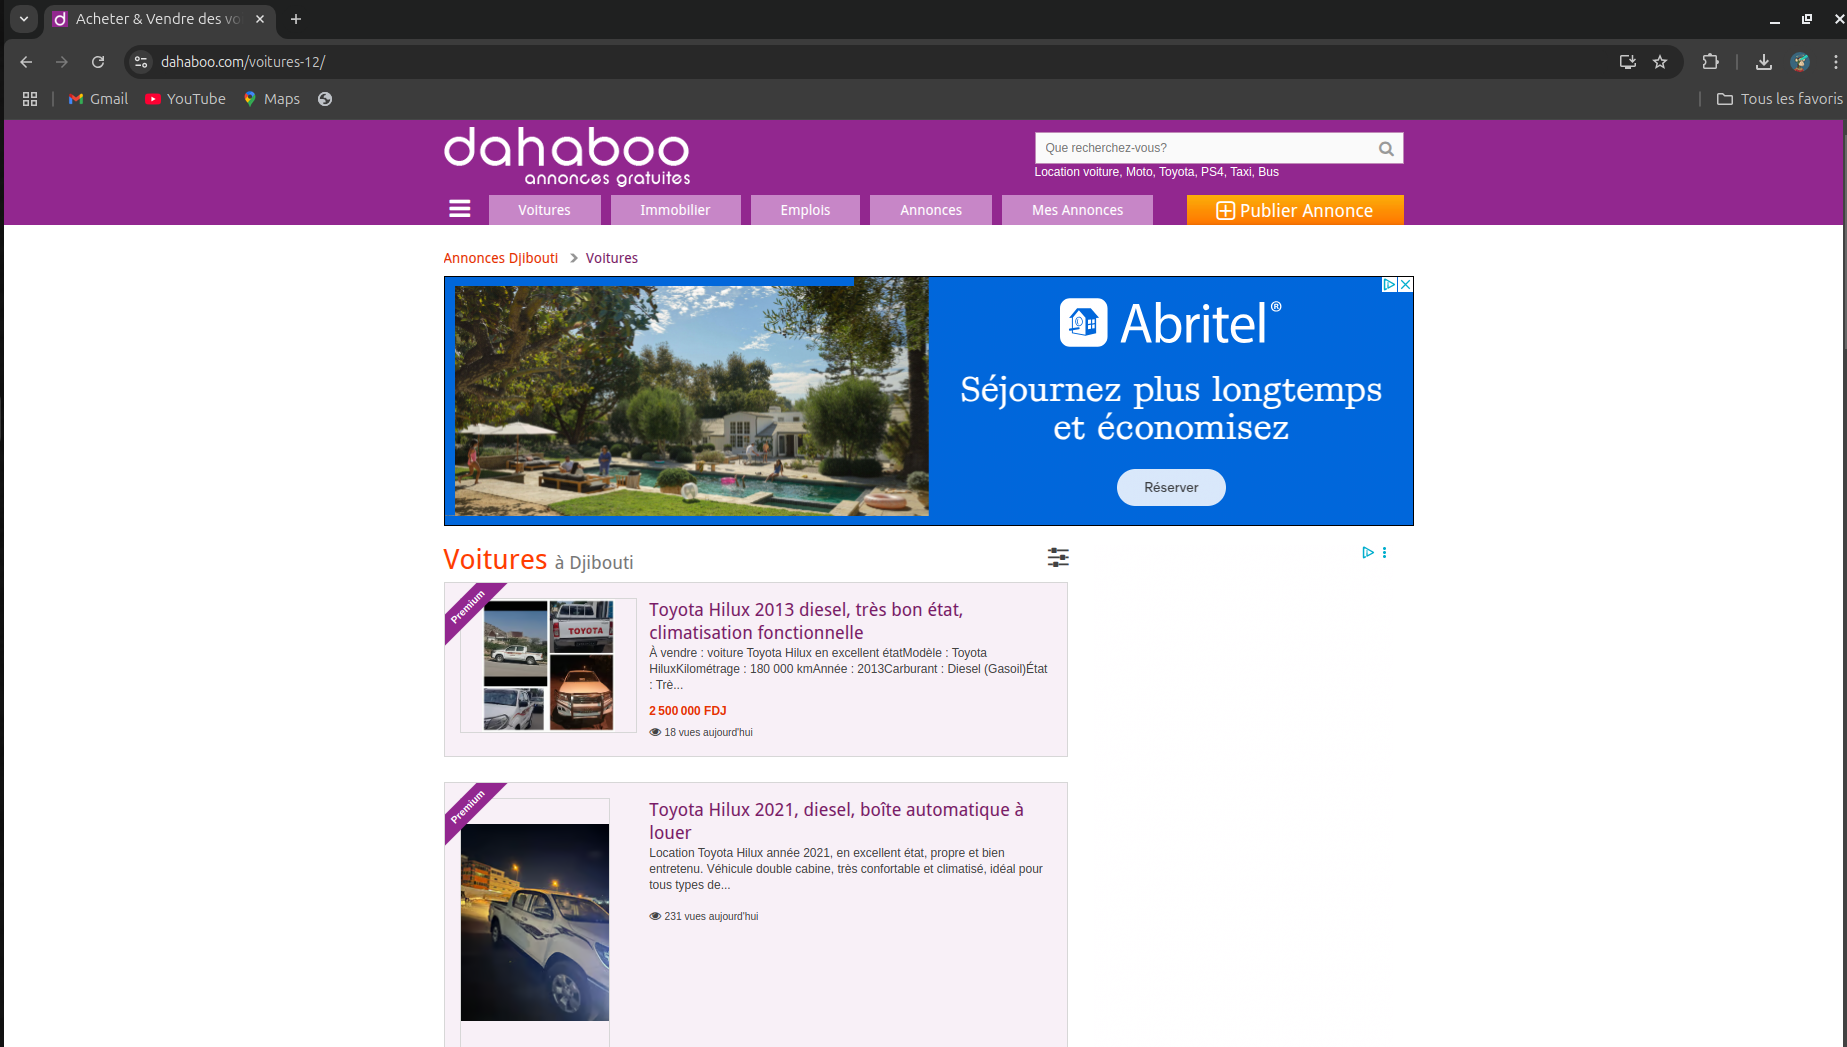 Acheter & Vendre des vo
dahaboo.com/voitures-12/
Gmail
YouTube
Maps
Tous les favoris
dahaboo
annonces gratuites
Que recherchez-vous?
Location voiture, Moto, Toyota, PS4, Taxi, Bus
Voitures
Immobilier
Emplois
Annonces
Mes Annonces
Publier Annonce
Annonces Djibouti
Voitures
Abritel®
Séjournez plus longtemps
et économisez
Réserver
Voitures à Djibouti
Premium
TOYOTA
Toyota Hilux 2013 diesel, très bon état,
climatisation fonctionnelle
À vendre : voiture Toyota Hilux en excellent étatModèle : Toyota
HiluxKilométrage : 180 000 kmAnnée : 2013Carburant : Diesel (Gasoil)État
: Trè...
2 500 000 FDJ
18 vues aujourd'hui
Premium
Toyota Hilux 2021, diesel, boîte automatique à
louer
Location Toyota Hilux année 2021, en excellent état, propre et bien
entretenu. Véhicule double cabine, très confortable et climatisé, idéal pour
tous types de...
231 vues aujourd'hui